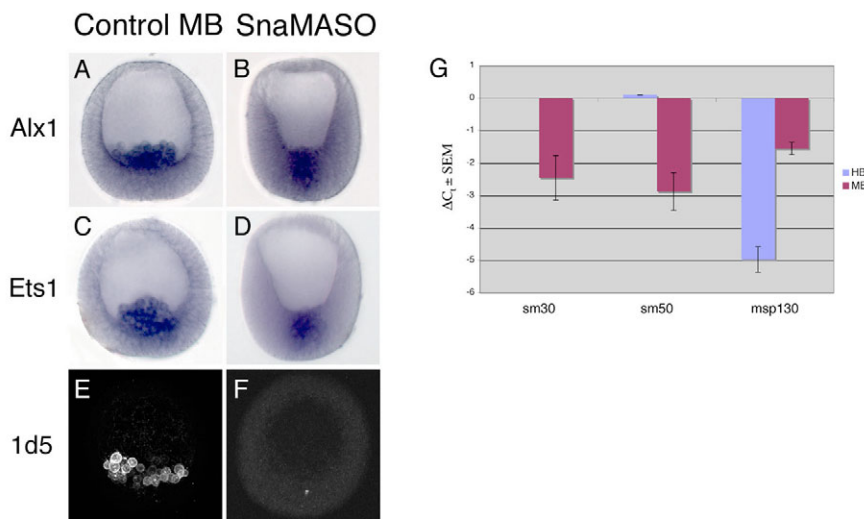 Control MB SnaMASO
A B
Alx1
C D
Ets1
E F
1d5
G
1
0
-1
-2
-3
-4
-5
-6
ΔCt ± SEM
sm30 sm50 msp130
HB
MB